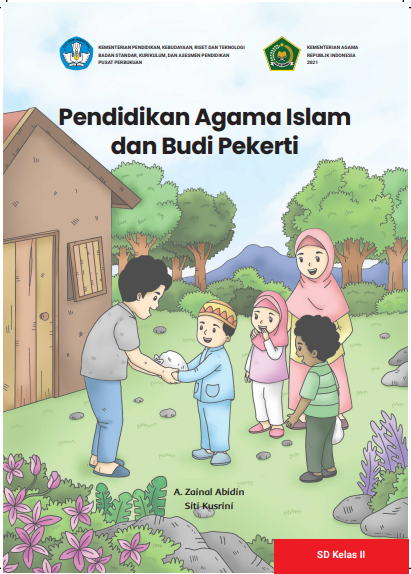 KEMENTERIAN PENDIDIKAN, KEBUDAYAAN, RISET DAN TEKNOLOGI
BADAN STANDAR, KURIKULUM, DAN ASESMEN PENDIDIKAN
PUSAT PERBUKUAN
KEMENTERIAN AGAMA
REPUBLIK INDONESIA
2021
Pendidikan Agama Islam
dan Budi Pekerti
A. Zainal Abidin
Siti Kusrini
SD Kelas II